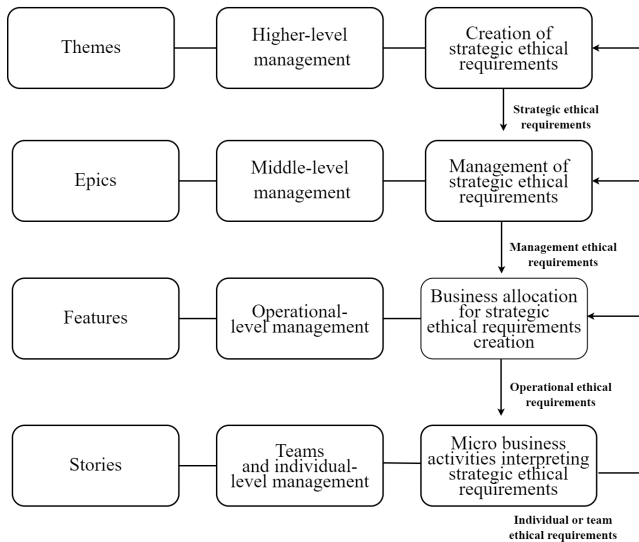 Themes
Higher-level
management
Creation of
strategic ethical
requirements
Strategic ethical
requirements
Epics
Middle-level
management
Management of
strategic ethical
requirements
Management ethical
requirements
Features
Operational-
level management
Business allocation
for strategic
ethical requirements
creation
Operational ethical
requirements
Stories
Teams
and individual-
level management
Micro business
activities interpreting
strategic ethical
requirements
Individual or team
ethical requirements